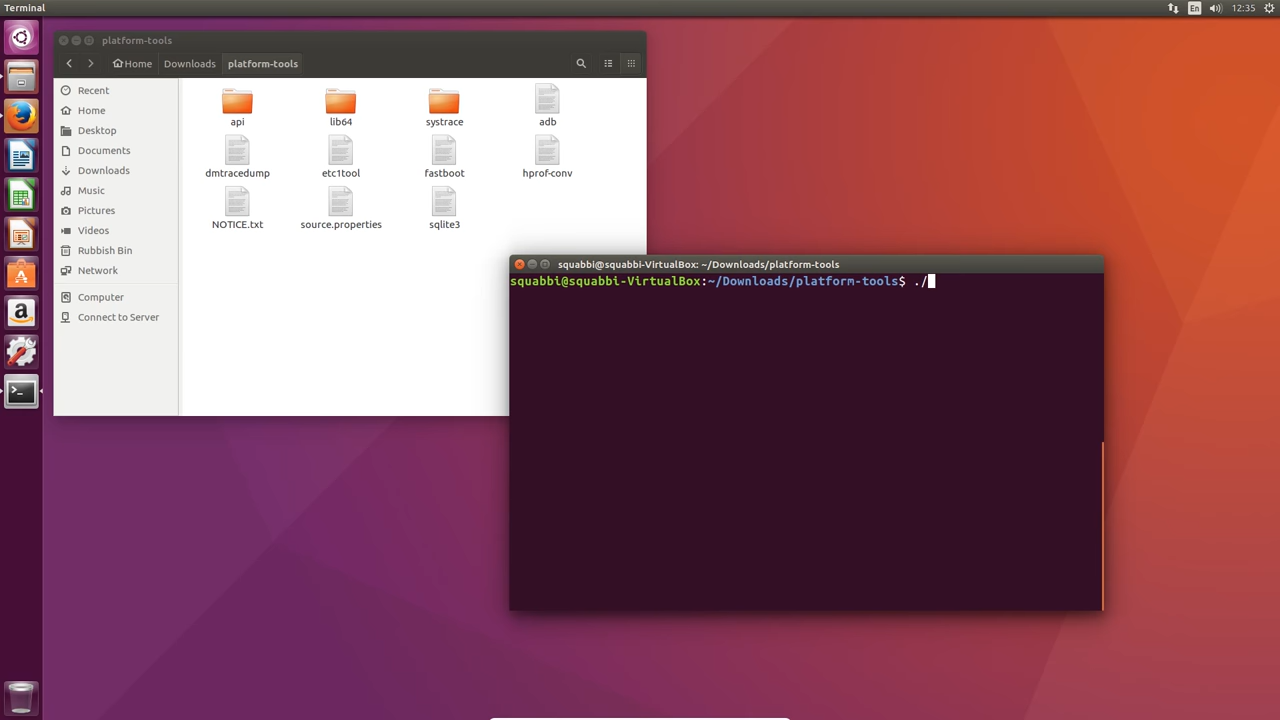 Terminal
En
12:35
platform-tools
Home Downloads platform-tools
Recent
Home
Desktop
Documents
Downloads
Music
Pictures
Videos
Rubbish Bin
Network
Computer
Connect to Server
api lib64 systrace adb
dmtracedump etc1tool fastboot hprof-conv
NOTICE.txt source.properties sqlite3
squabbi@squabbi-VirtualBox: ~/Downloads/platform-tools
squabbi@squabbi-VirtualBox:~/Downloads/platform-tools$ ./